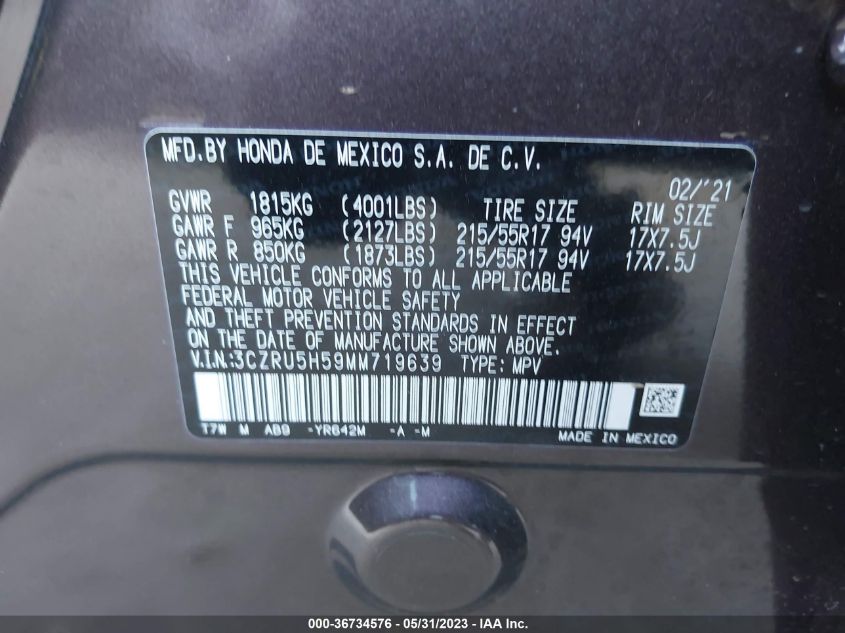 MFD. BY HONDA DE MEXICO S.A. DE C.V.
02/'21
GVWR 1815KG (4001LBS) TIRE SIZE RIM SIZE
GAWR F 965KG (2127LBS) 215/55R17 94V 17X7.5J
GAWR R 850KG (1873LBS) 215/55R17 94V 17X7.5J
THIS VEHICLE CONFORMS TO ALL APPLICABLE
FEDERAL MOTOR VEHICLE SAFETY
AND THEFT PREVENTION STANDARDS IN EFFECT
ON THE DATE OF MANUFACTURE SHOWN ABOVE.
V.I.N:3CZRU5H59MM719639 TYPE: MPV
T7W M AB9 -YR642M -A -M
MADE IN MEXICO
000-36734576 - 05/31/2023 - IAA Inc.